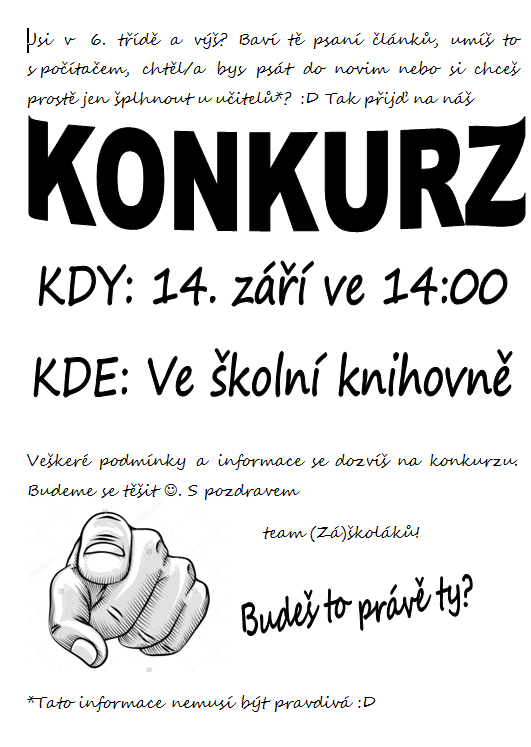 Jsi v 6. třídě a výš? Baví tě psaní článků, umíš to
s počítačem, chtěl/a bys psát do novin nebo si chceš
prostě jen šplhnout u učitelů*? :D Tak přijď na náš
KONKURZ
KDY: 14. září ve 14:00
KDE: Ve školní knihovně
Veškeré podmínky a informace se dozvíš na konkurzu.
Budeme se těšit ☺. S pozdravem
team (Zá)školáků!
Budeš to právě ty?
*Tato informace nemusí být pravdivá :D